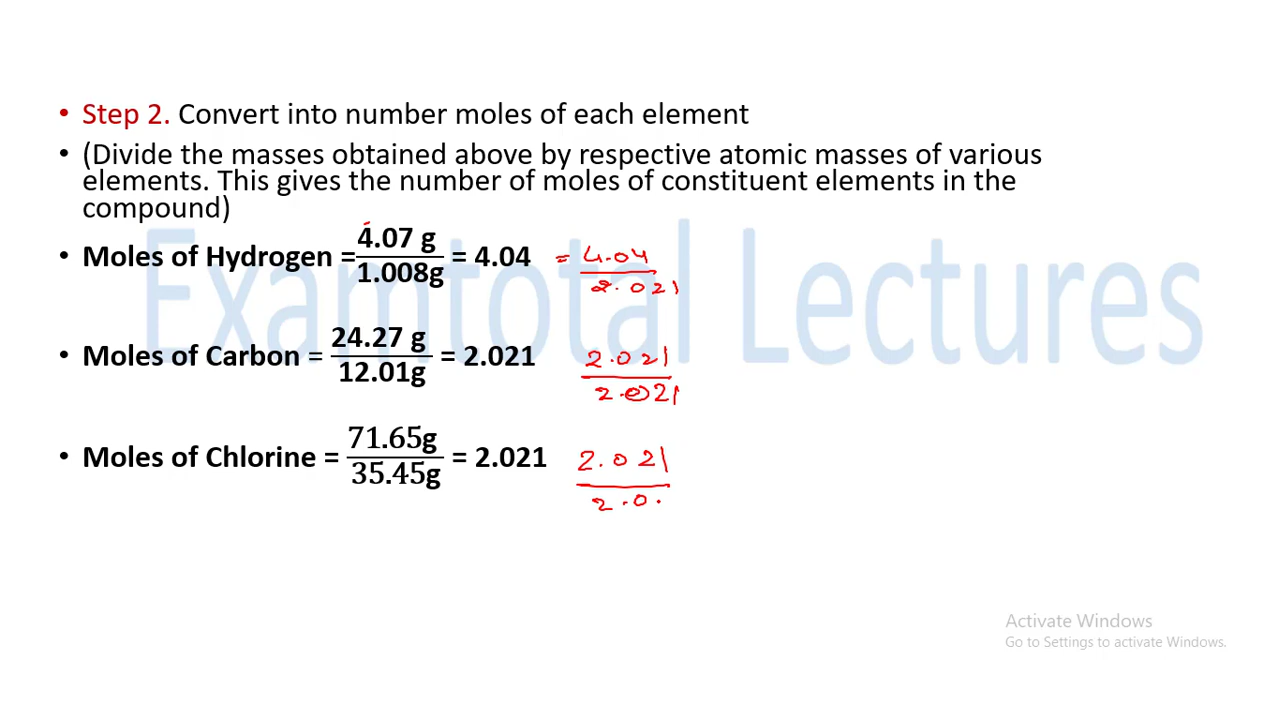 • Step 2. Convert into number moles of each element
• (Divide the masses obtained above by respective atomic masses of various
elements. This gives the number of moles of constituent elements in the
compound)
• Moles of Hydrogen = 4.07 g / 1.008g = 4.04 = 4.04 / 2.021
• Moles of Carbon = 24.27 g / 12.01g = 2.021 2.021 / 2.021
• Moles of Chlorine = 71.65g / 35.45g = 2.021 2.021 / 2.0.
Examtotal Lectures
Activate Windows
Go to Settings to activate Windows.